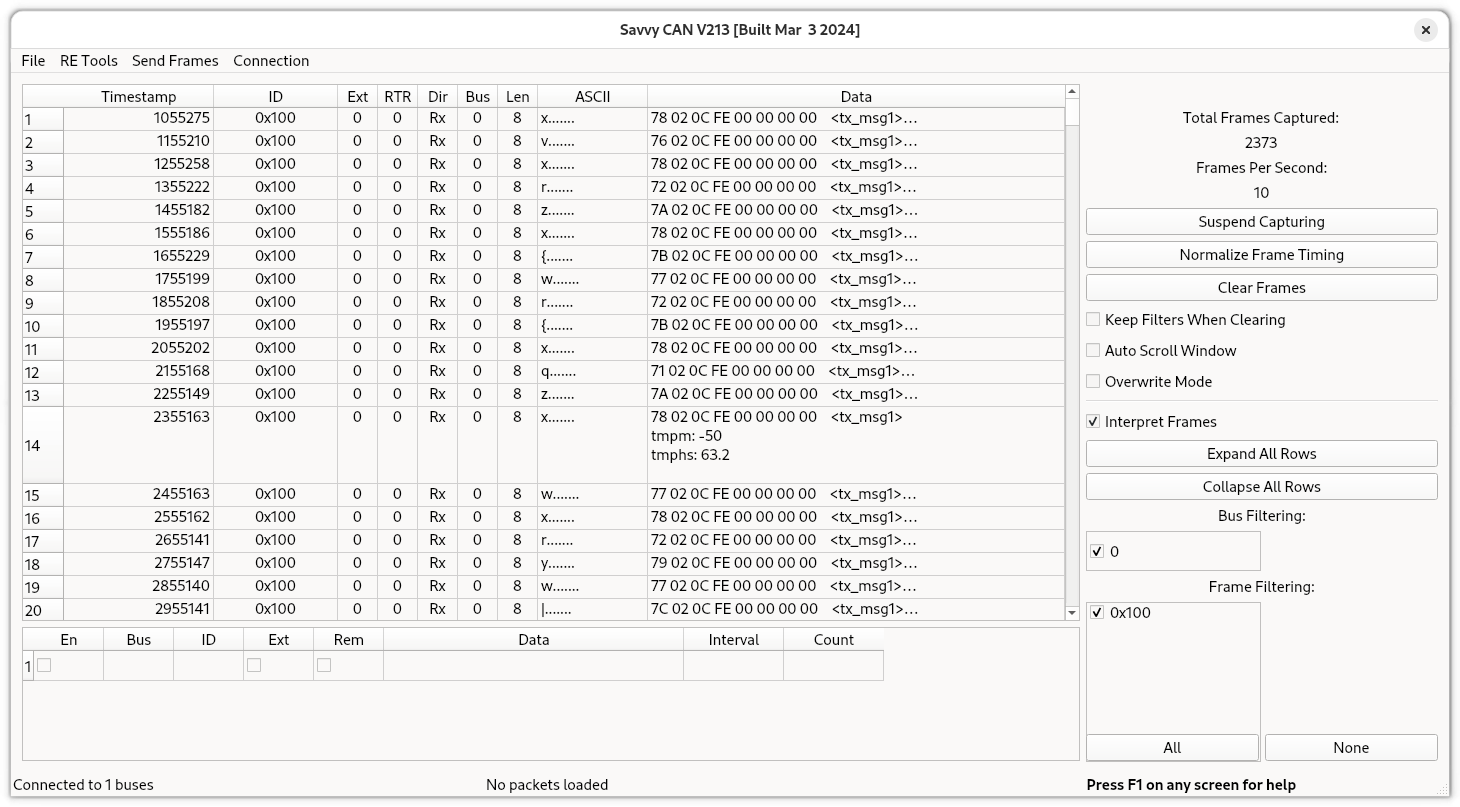 Savvy CAN V213 [Built Mar 3 2024]
File RE Tools Send Frames Connection
Timestamp ID Ext RTR Dir Bus Len ASCII Data
1 1055275 0x100 0 0 Rx 0 8 x....... 78 02 0C FE 00 00 00 00 <tx_msg1>...
2 1155210 0x100 0 0 Rx 0 8 v....... 76 02 0C FE 00 00 00 00 <tx_msg1>...
3 1255258 0x100 0 0 Rx 0 8 x....... 78 02 0C FE 00 00 00 00 <tx_msg1>...
4 1355222 0x100 0 0 Rx 0 8 r....... 72 02 0C FE 00 00 00 00 <tx_msg1>...
5 1455182 0x100 0 0 Rx 0 8 z....... 7A 02 0C FE 00 00 00 00 <tx_msg1>...
6 1555186 0x100 0 0 Rx 0 8 x....... 78 02 0C FE 00 00 00 00 <tx_msg1>...
7 1655229 0x100 0 0 Rx 0 8 {....... 7B 02 0C FE 00 00 00 00 <tx_msg1>...
8 1755199 0x100 0 0 Rx 0 8 w....... 77 02 0C FE 00 00 00 00 <tx_msg1>...
9 1855208 0x100 0 0 Rx 0 8 r....... 72 02 0C FE 00 00 00 00 <tx_msg1>...
10 1955197 0x100 0 0 Rx 0 8 {....... 7B 02 0C FE 00 00 00 00 <tx_msg1>...
11 2055202 0x100 0 0 Rx 0 8 x....... 78 02 0C FE 00 00 00 00 <tx_msg1>...
12 2155168 0x100 0 0 Rx 0 8 q....... 71 02 0C FE 00 00 00 00 <tx_msg1>...
13 2255149 0x100 0 0 Rx 0 8 z....... 7A 02 0C FE 00 00 00 00 <tx_msg1>...
14 2355163 0x100 0 0 Rx 0 8 x....... 78 02 0C FE 00 00 00 00 <tx_msg1>
tmpm: -50
tmphs: 63.2
15 2455163 0x100 0 0 Rx 0 8 w....... 77 02 0C FE 00 00 00 00 <tx_msg1>...
16 2555162 0x100 0 0 Rx 0 8 x....... 78 02 0C FE 00 00 00 00 <tx_msg1>...
17 2655141 0x100 0 0 Rx 0 8 r....... 72 02 0C FE 00 00 00 00 <tx_msg1>...
18 2755147 0x100 0 0 Rx 0 8 y....... 79 02 0C FE 00 00 00 00 <tx_msg1>...
19 2855140 0x100 0 0 Rx 0 8 w....... 77 02 0C FE 00 00 00 00 <tx_msg1>...
20 2955141 0x100 0 0 Rx 0 8 |....... 7C 02 0C FE 00 00 00 00 <tx_msg1>...
En Bus ID Ext Rem Data Interval Count
1
Total Frames Captured:
2373
Frames Per Second:
10
Suspend Capturing
Normalize Frame Timing
Clear Frames
Keep Filters When Clearing
Auto Scroll Window
Overwrite Mode
Interpret Frames
Expand All Rows
Collapse All Rows
Bus Filtering:
0
Frame Filtering:
0x100
All None
Connected to 1 buses No packets loaded Press F1 on any screen for help